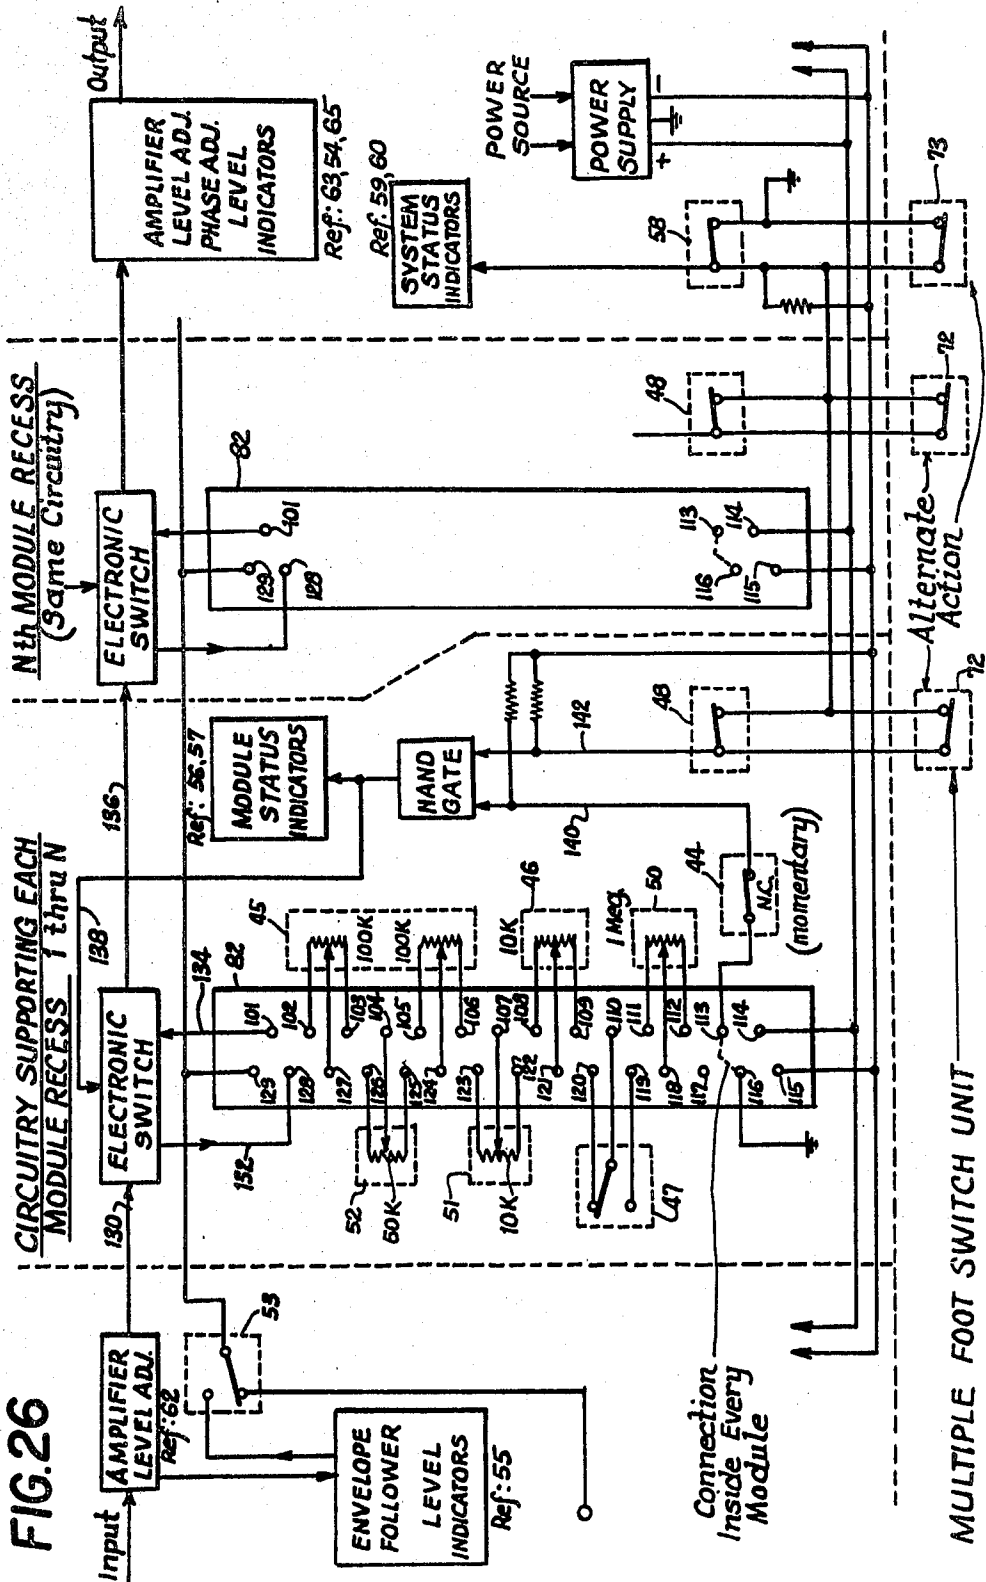 FIG.26
Input
AMPLIFIER
LEVEL ADJ.
Ref:62
ENVELOPE
FOLLOWER
LEVEL
INDICATORS
Ref:55
53
CIRCUITRY SUPPORTING EACH
MODULE RECESS 1 thru N
130
ELECTRONIC
SWITCH
136
138
134
132
82
101
102
103
104
105
106
107
108
109
110
111
112
113
114
129
128
127
126
125
124
123
122
121
120
119
118
117
116
115
52
50K
51
10K
47
45
100K
100K
46
10K
50
1 Meg.
44
N.C.
(momentary)
Ref: 56,57
MODULE
STATUS
INDICATORS
NAND
GATE
140
142
48
72
Connection
Inside Every
Module
Nth MODULE RECESS
(Same Circuitry)
ELECTRONIC
SWITCH
82
101
129
128
113
114
116
115
48
72
Alternate
Action
Output
AMPLIFIER
LEVEL ADJ.
PHASE ADJ.
LEVEL
INDICATORS
Ref: 63,54,65
Ref. 59,60
SYSTEM
STATUS
INDICATORS
POWER
SOURCE
POWER
SUPPLY
+
−
58
73
MULTIPLE FOOT SWITCH UNIT